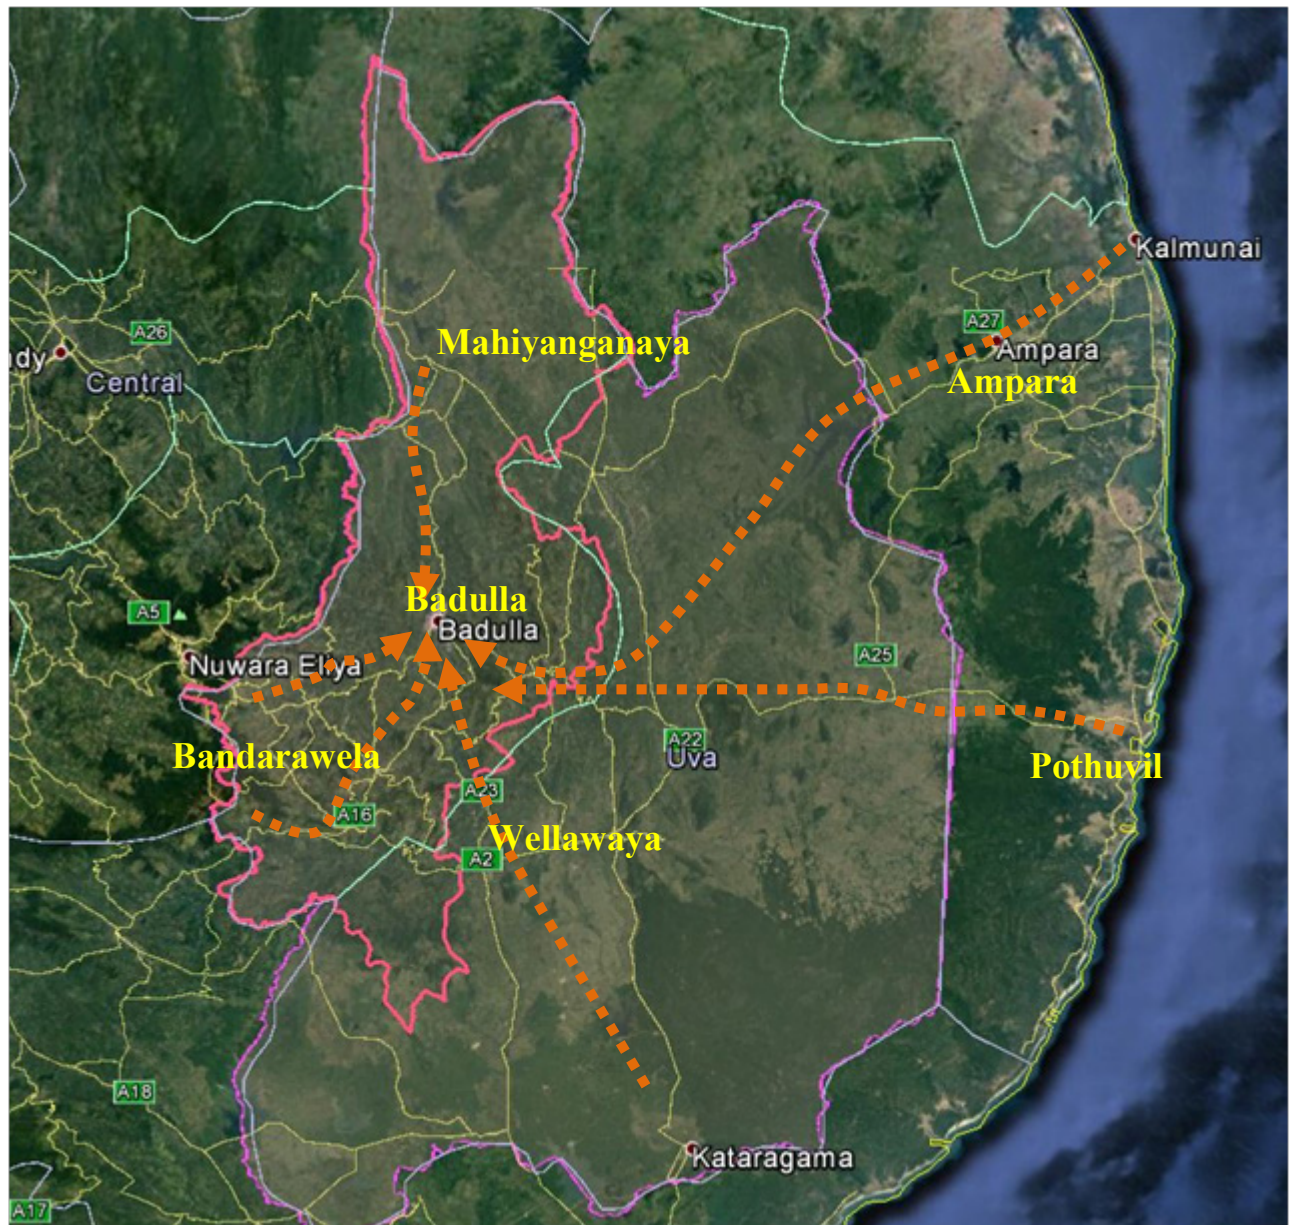 Kalmunai
A27
A26
Mahiyanganaya
Ampara
ndy
Central
Ampara
Badulla
A5
Badulla
Nuwara Eliya
A25
A22
Bandarawela
Uva
Pothuvil
A23
A16
Wellawaya
A2
A18
Kataragama
A17